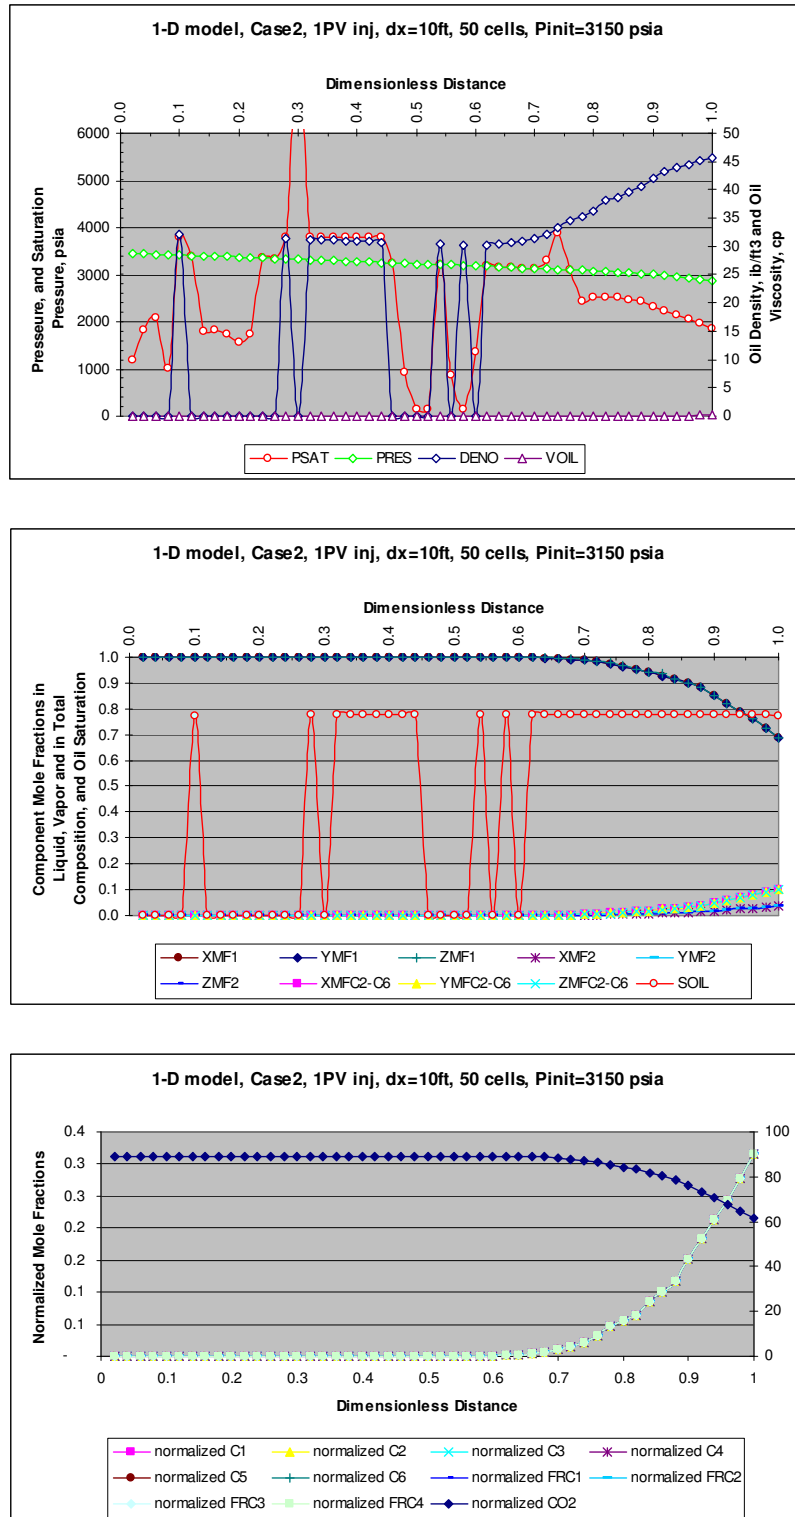 1-D model, Case2, 1PV inj, dx=10ft, 50 cells, Pinit=3150 psia
Dimensionless Distance
0.0 0.1 0.2 0.3 0.4 0.5 0.6 0.7 0.8 0.9 1.0
6000 5000 4000 3000 2000 1000 0
Presseure, and Saturation
Pressure, psia
50 45 40 35 30 25 20 15 10 5 0
Oil Density, lb/ft3 and Oil
Viscosity, cp
PSAT PRES DENO VOIL
1-D model, Case2, 1PV inj, dx=10ft, 50 cells, Pinit=3150 psia
Dimensionless Distance
0.0 0.1 0.2 0.3 0.4 0.5 0.6 0.7 0.8 0.9 1.0
1.0 0.9 0.8 0.7 0.6 0.5 0.4 0.3 0.2 0.1 0.0
Component Mole Fractions in
Liquid, Vapor and in Total
Composition, and Oil Saturation
XMF1 YMF1 ZMF1 XMF2 YMF2
ZMF2 XMFC2-C6 YMFC2-C6 ZMFC2-C6 SOIL
1-D model, Case2, 1PV inj, dx=10ft, 50 cells, Pinit=3150 psia
0.4 0.3 0.3 0.2 0.2 0.1 0.1 -
Normalized Mole Fractions
100 80 60 40 20 0
0 0.1 0.2 0.3 0.4 0.5 0.6 0.7 0.8 0.9 1
Dimensionless Distance
normalized C1 normalized C2 normalized C3 normalized C4
normalized C5 normalized C6 normalized FRC1 normalized FRC2
normalized FRC3 normalized FRC4 normalized CO2